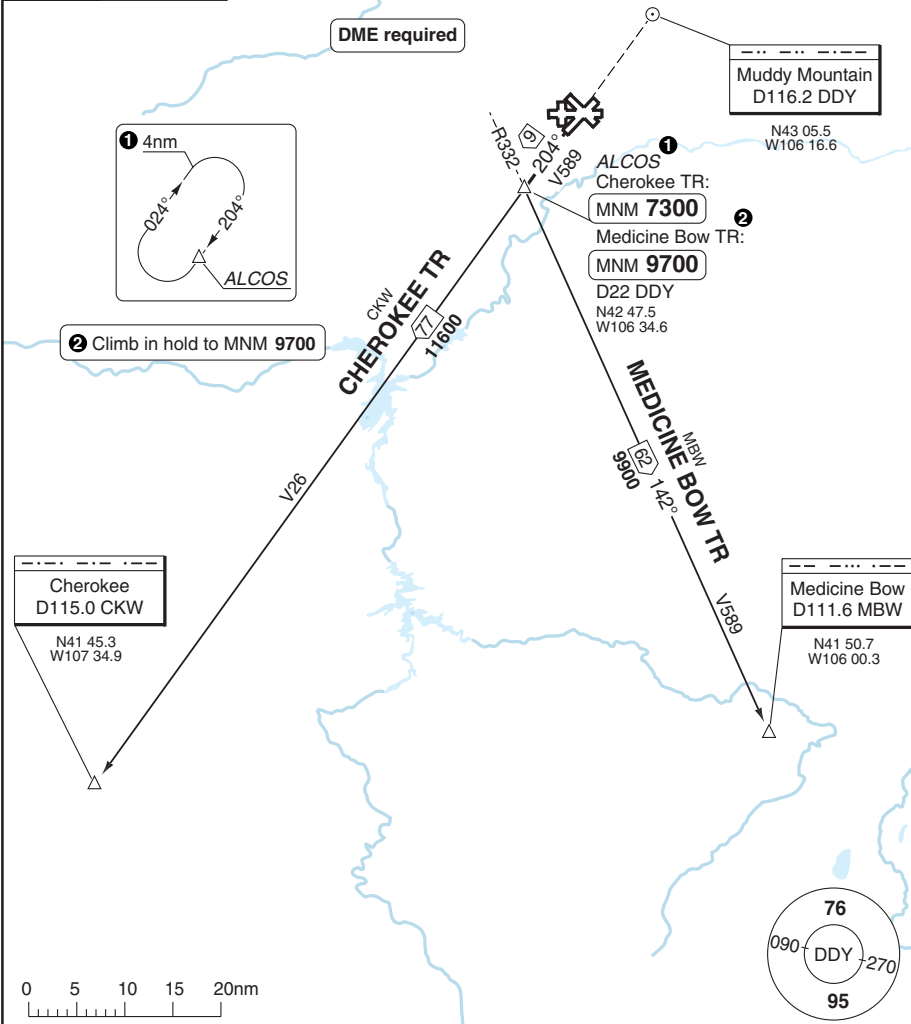 DME required
Muddy Mountain
D116.2 DDY
N43 05.5
W106 16.6
1 4nm
024°
204°
ALCOS
R332
9
204°
V589
ALCOS 1
Cherokee TR:
MNM 7300
2
Medicine Bow TR:
MNM 9700
D22 DDY
N42 47.5
W106 34.6
2 Climb in hold to MNM 9700
CHEROKEE TR
CKW
77
11600
V26
MEDICINE BOW TR
MBW
62
9900
142°
V589
Cherokee
D115.0 CKW
N41 45.3
W107 34.9
Medicine Bow
D111.6 MBW
N41 50.7
W106 00.3
76
090
DDY
270
95
0 5 10 15 20nm